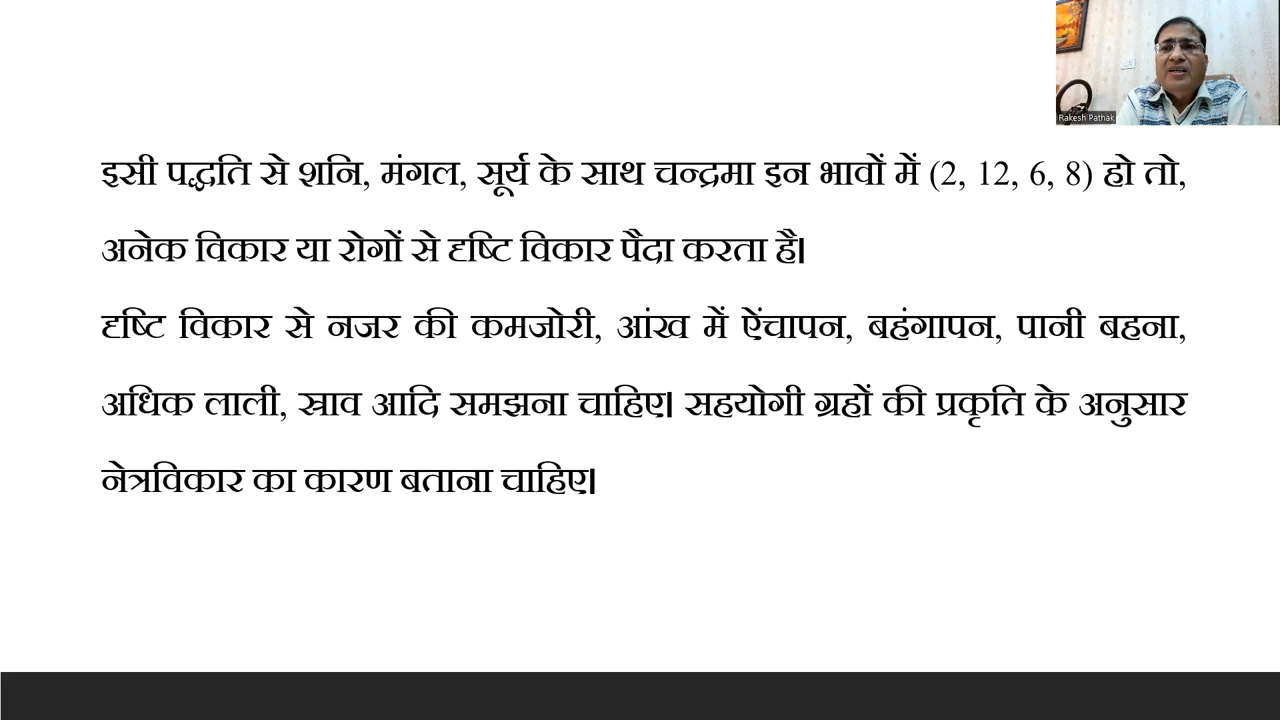 Rakesh Pathak
इसी पद्धति से शनि, मंगल, सूर्य के साथ चन्द्रमा इन भावों में (2, 12, 6, 8) हो तो,
अनेक विकार या रोगों से दृष्टि विकार पैदा करता है।
दृष्टि विकार से नजर की कमजोरी, आंख में ऐंचापन, बहंगापन, पानी बहना,
अधिक लाली, स्राव आदि समझना चाहिए। सहयोगी ग्रहों की प्रकृति के अनुसार
नेत्रविकार का कारण बताना चाहिए।